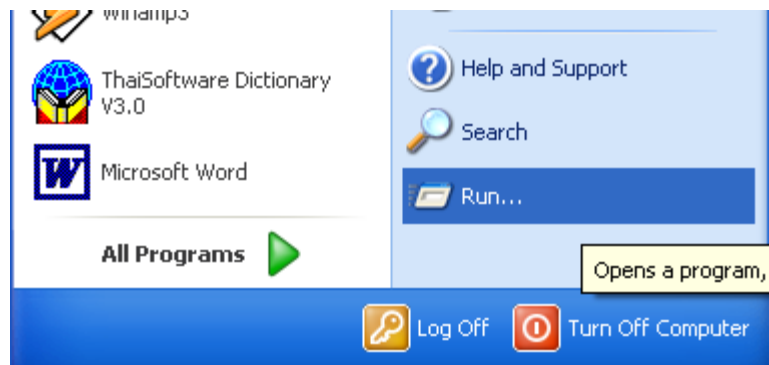 Winamp3
ThaiSoftware Dictionary
V3.0
Microsoft Word
All Programs
Help and Support
Search
Run...
Opens a program,
Log Off
Turn Off Computer